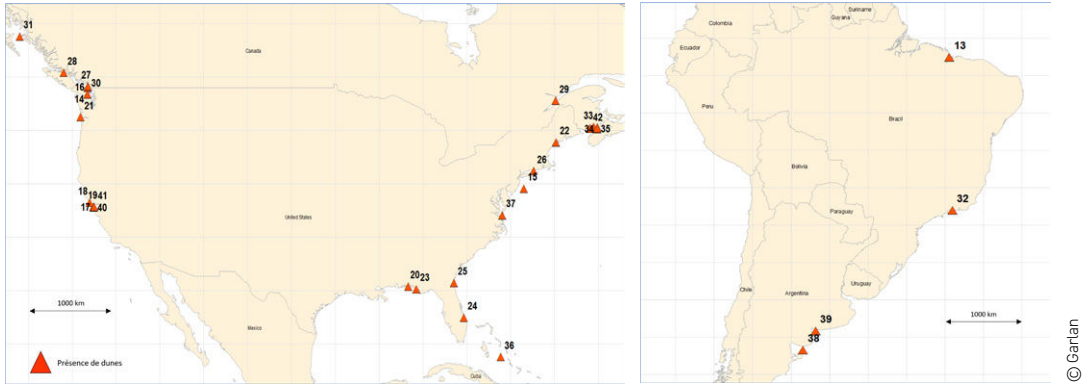 31
Canada
28
27
30
16
14
21
29
33 42
34 35
22
26
15
18
19 41
17 40
37
United States
20 23
25
24
1000 km
Mexico
36
Cuba
Présence de dunes
Colombia
Suriname
Guyana
Ecuador
13
Peru
Brazil
Bolivia
32
Paraguay
Chile
Argentina
Uruguay
1000 km
39
38
© Garlan